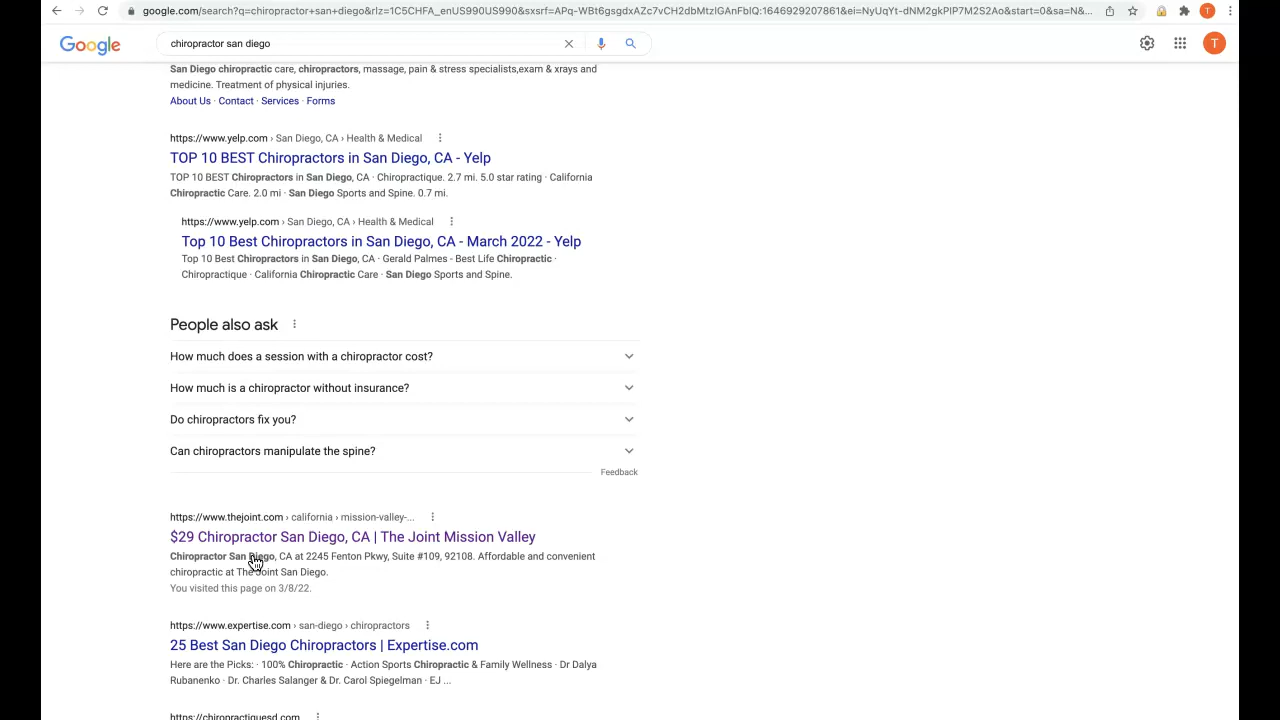 google.com/search?q=chiropractor+san+diego&rlz=1C5CHFA_enUS990US990&sxsrf=APq-WBt6gsgdxAZc7vCH2dbMtzIGAnFbIQ:1646929207861&ei=NyUqYt-dNM2gkPIP7M2S2Ao&start=0&sa=N&...
T
Google
chiropractor san diego
T
San Diego chiropractic care, chiropractors, massage, pain & stress specialists,exam & xrays and
medicine. Treatment of physical injuries.
About Us · Contact · Services · Forms
https://www.yelp.com › San Diego, CA › Health & Medical
TOP 10 BEST Chiropractors in San Diego, CA - Yelp
TOP 10 BEST Chiropractors in San Diego, CA · Chiropractique. 2.7 mi. 5.0 star rating · California
Chiropractic Care. 2.0 mi · San Diego Sports and Spine. 0.7 mi.
https://www.yelp.com › San Diego, CA › Health & Medical
Top 10 Best Chiropractors in San Diego, CA - March 2022 - Yelp
Top 10 Best Chiropractors in San Diego, CA · Gerald Palmes - Best Life Chiropractic ·
Chiropractique · California Chiropractic Care · San Diego Sports and Spine.
People also ask
How much does a session with a chiropractor cost?
How much is a chiropractor without insurance?
Do chiropractors fix you?
Can chiropractors manipulate the spine?
Feedback
https://www.thejoint.com › california › mission-valley-...
$29 Chiropractor San Diego, CA | The Joint Mission Valley
Chiropractor San Diego, CA at 2245 Fenton Pkwy, Suite #109, 92108. Affordable and convenient
chiropractic at The Joint San Diego.
You visited this page on 3/8/22.
https://www.expertise.com › san-diego › chiropractors
25 Best San Diego Chiropractors | Expertise.com
Here are the Picks: · 100% Chiropractic · Action Sports Chiropractic & Family Wellness · Dr Dalya
Rubanenko · Dr. Charles Salanger & Dr. Carol Spiegelman · EJ ...
https://chiropractiquesd.com